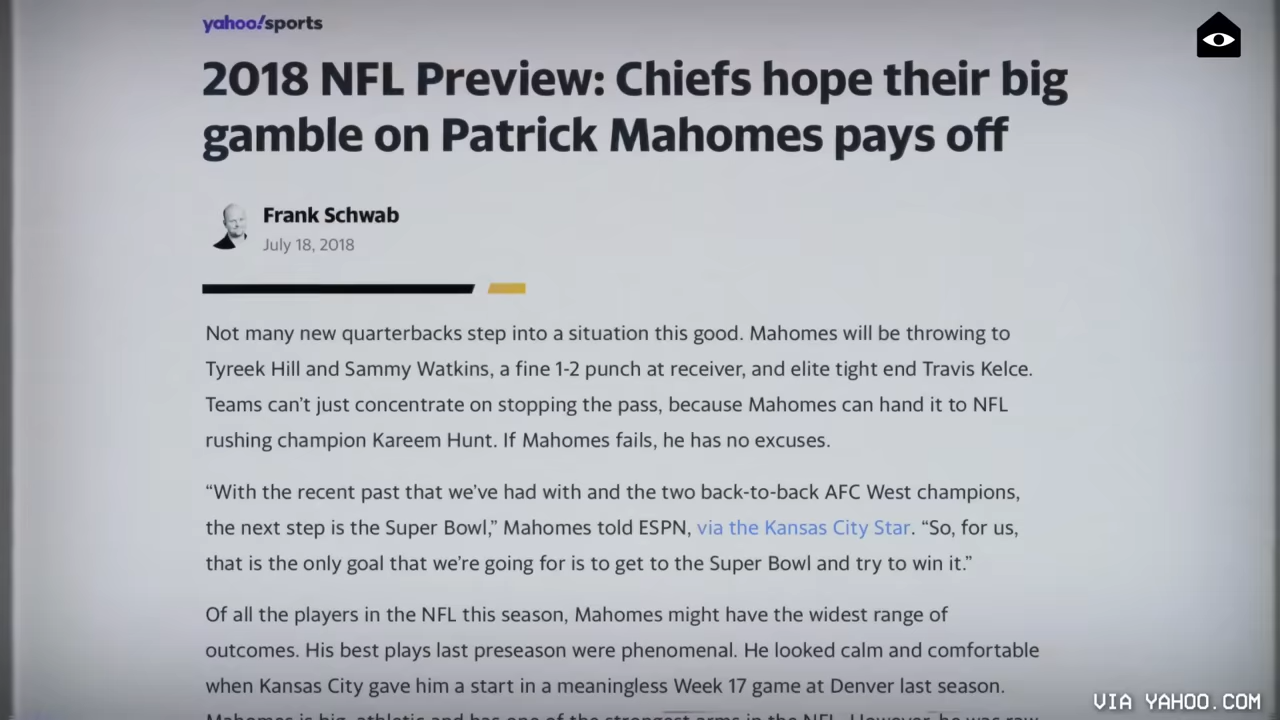 yahoo!sports
2018 NFL Preview: Chiefs hope their big
gamble on Patrick Mahomes pays off
Frank Schwab
July 18, 2018
Not many new quarterbacks step into a situation this good. Mahomes will be throwing to
Tyreek Hill and Sammy Watkins, a fine 1-2 punch at receiver, and elite tight end Travis Kelce.
Teams can’t just concentrate on stopping the pass, because Mahomes can hand it to NFL
rushing champion Kareem Hunt. If Mahomes fails, he has no excuses.
“With the recent past that we’ve had with and the two back-to-back AFC West champions,
the next step is the Super Bowl,” Mahomes told ESPN, via the Kansas City Star. “So, for us,
that is the only goal that we’re going for is to get to the Super Bowl and try to win it.”
Of all the players in the NFL this season, Mahomes might have the widest range of
outcomes. His best plays last preseason were phenomenal. He looked calm and comfortable
when Kansas City gave him a start in a meaningless Week 17 game at Denver last season.
VIA YAHOO.COM